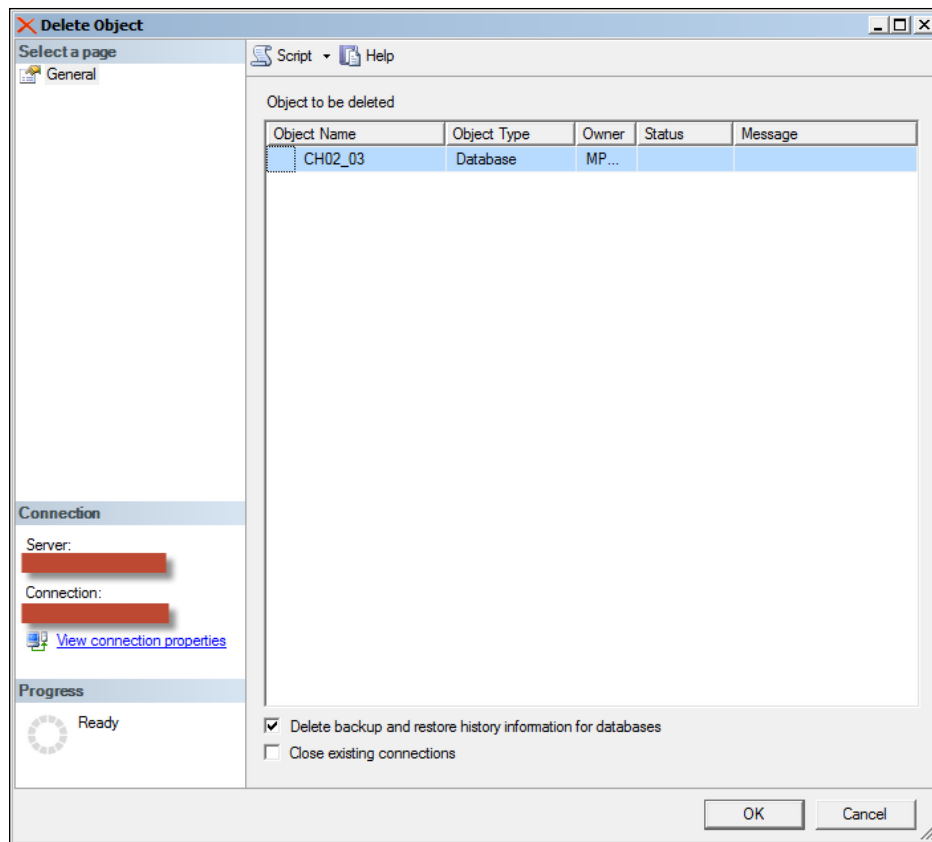 Delete Object
Select a page
General
Script Help
Object to be deleted
Object Name Object Type Owner Status Message
CH02_03 Database MP...
Connection
Server:
Connection:
View connection properties
Progress
Ready
Delete backup and restore history information for databases
Close existing connections
OK Cancel